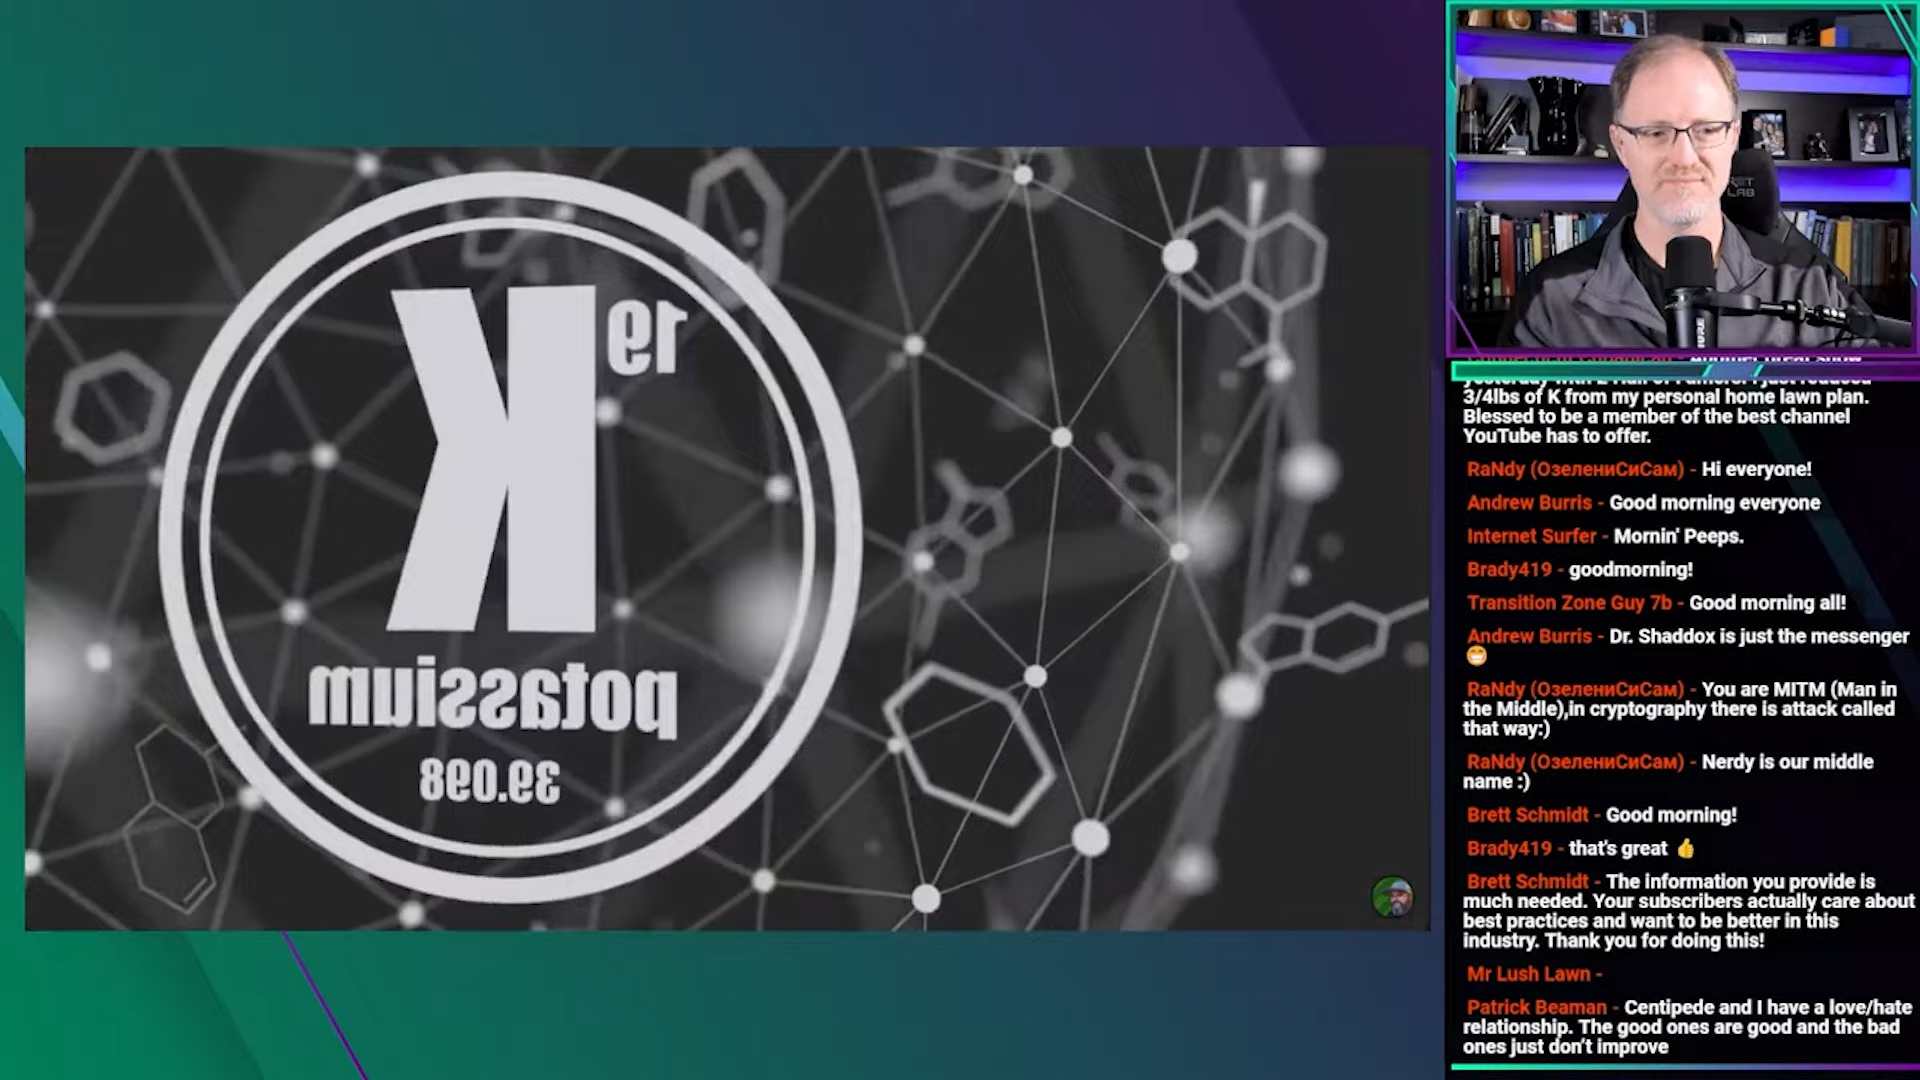 19
K
potassium
39.098
RET
LAB
3/4lbs of K from my personal home lawn plan.
Blessed to be a member of the best channel
YouTube has to offer.
RaNdy (ОзелениСиСам) - Hi everyone!
Andrew Burris - Good morning everyone
Internet Surfer - Mornin' Peeps.
Brady419 - goodmorning!
Transition Zone Guy 7b - Good morning all!
Andrew Burris - Dr. Shaddox is just the messenger
😁
RaNdy (ОзелениСиСам) - You are MITM (Man in
the Middle),in cryptography there is attack called
that way:)
RaNdy (ОзелениСиСам) - Nerdy is our middle
name :)
Brett Schmidt - Good morning!
Brady419 - that's great 👍
Brett Schmidt - The information you provide is
much needed. Your subscribers actually care about
best practices and want to be better in this
industry. Thank you for doing this!
Mr Lush Lawn -
Patrick Beaman - Centipede and I have a love/hate
relationship. The good ones are good and the bad
ones just don't improve